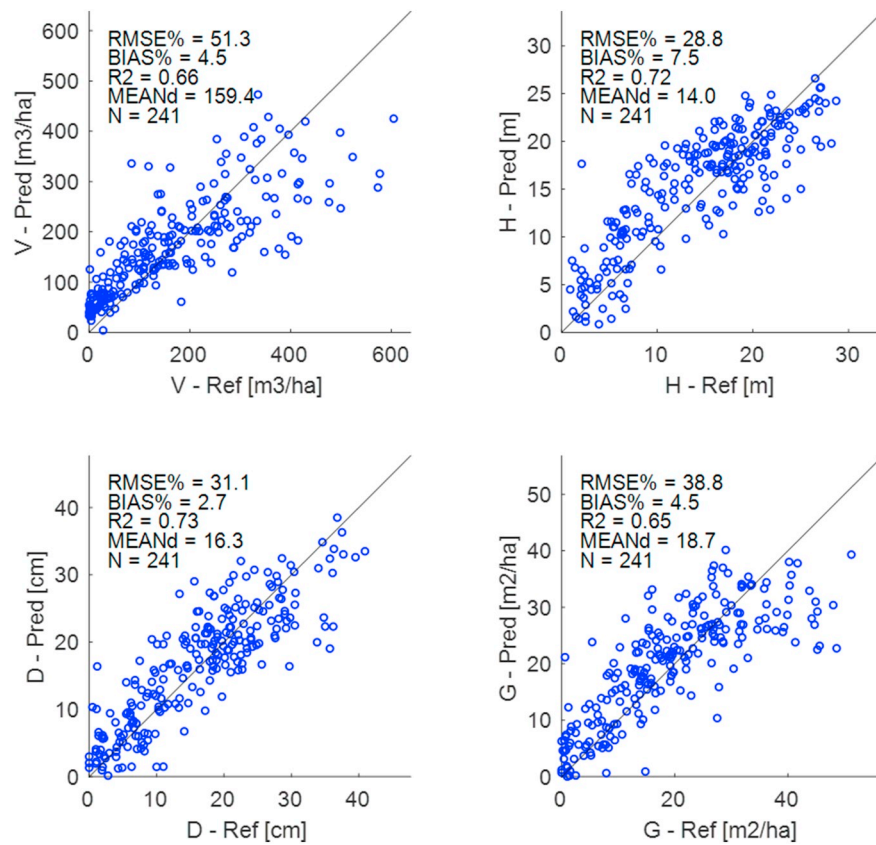 RMSE% = 51.3
BIAS% = 4.5
R2 = 0.66
MEANd = 159.4
N = 241
600
500
400
300
200
100
0
V - Pred [m3/ha]
0 200 400 600
V - Ref [m3/ha]
RMSE% = 28.8
BIAS% = 7.5
R2 = 0.72
MEANd = 14.0
N = 241
30
25
20
15
10
5
0
H - Pred [m]
0 10 20 30
H - Ref [m]
RMSE% = 31.1
BIAS% = 2.7
R2 = 0.73
MEANd = 16.3
N = 241
40
30
20
10
0
D - Pred [cm]
0 10 20 30 40
D - Ref [cm]
RMSE% = 38.8
BIAS% = 4.5
R2 = 0.65
MEANd = 18.7
N = 241
50
40
30
20
10
0
G - Pred [m2/ha]
0 20 40
G - Ref [m2/ha]